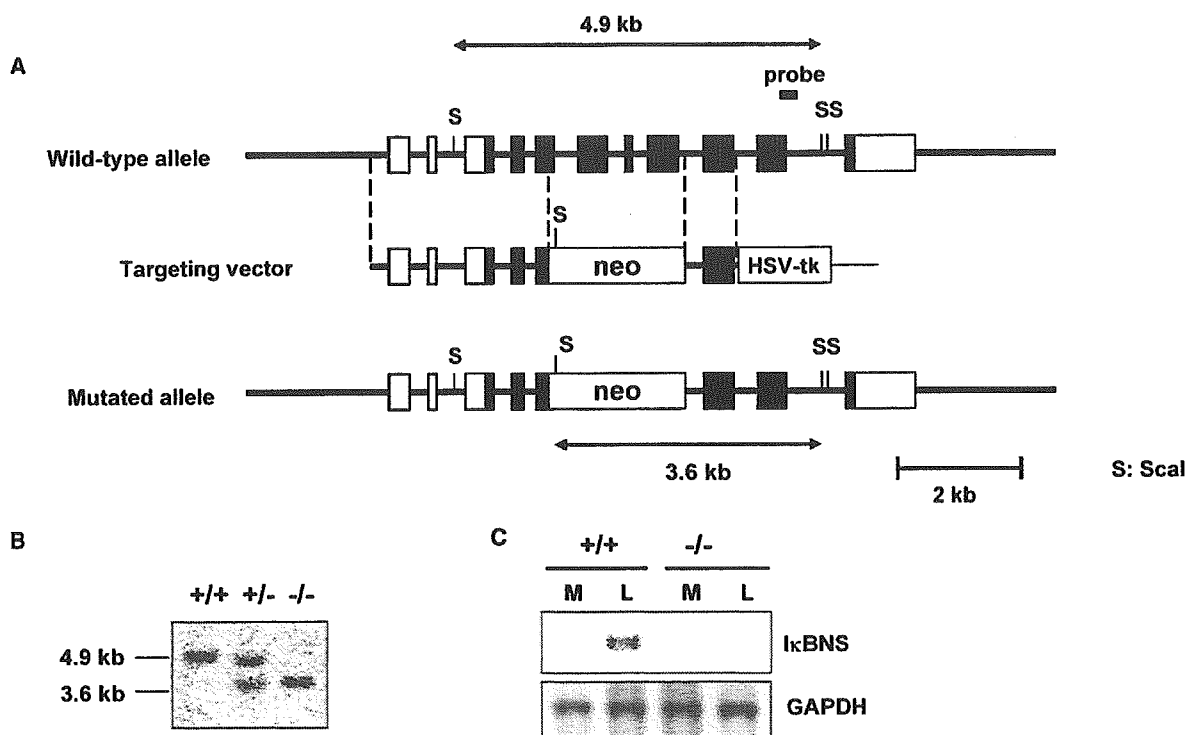 A
4.9 kb
probe
S
SS
Wild-type allele
S
Targeting vector
neo
HSV-tk
S
S
SS
Mutated allele
neo
3.6 kb
2 kb
S: ScaI
B
+/+ +/- -/-
4.9 kb
3.6 kb
C
+/+ -/-
M L M L
IκBNS
GAPDH